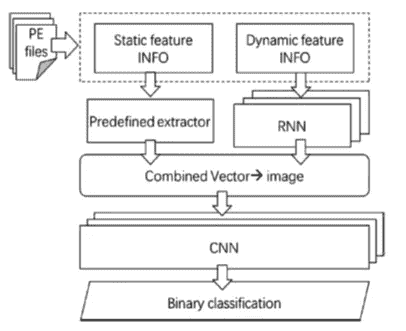 PE
files
Static feature
INFO
Dynamic feature
INFO
Predefined extractor
RNN
Combined Vector→ image
CNN
Binary classification